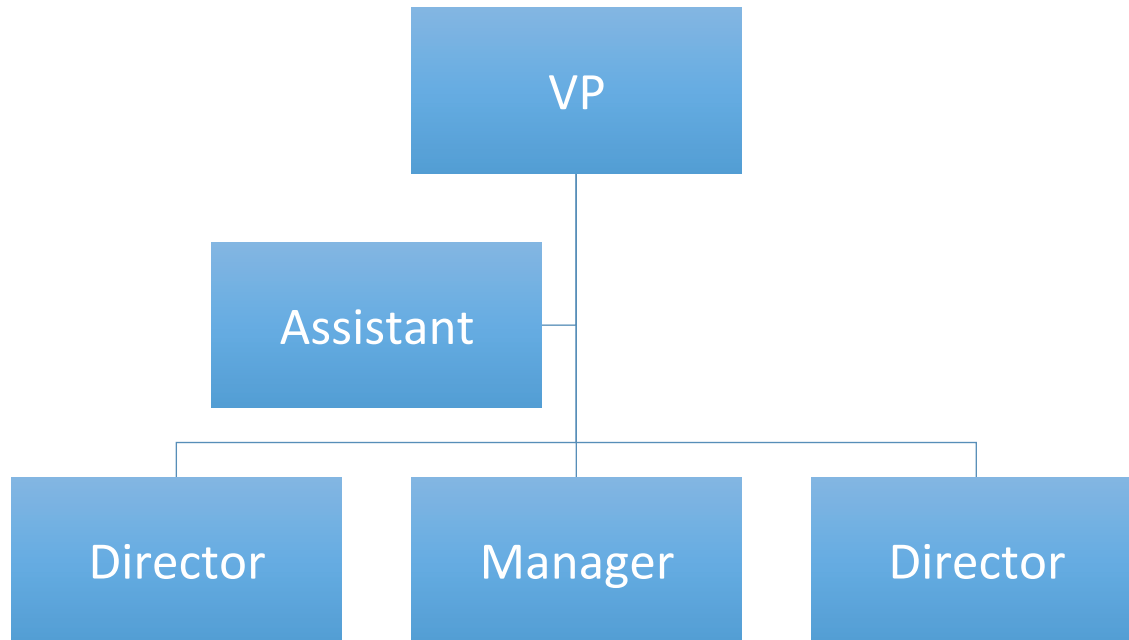 VP
Assistant
Director
Manager
Director